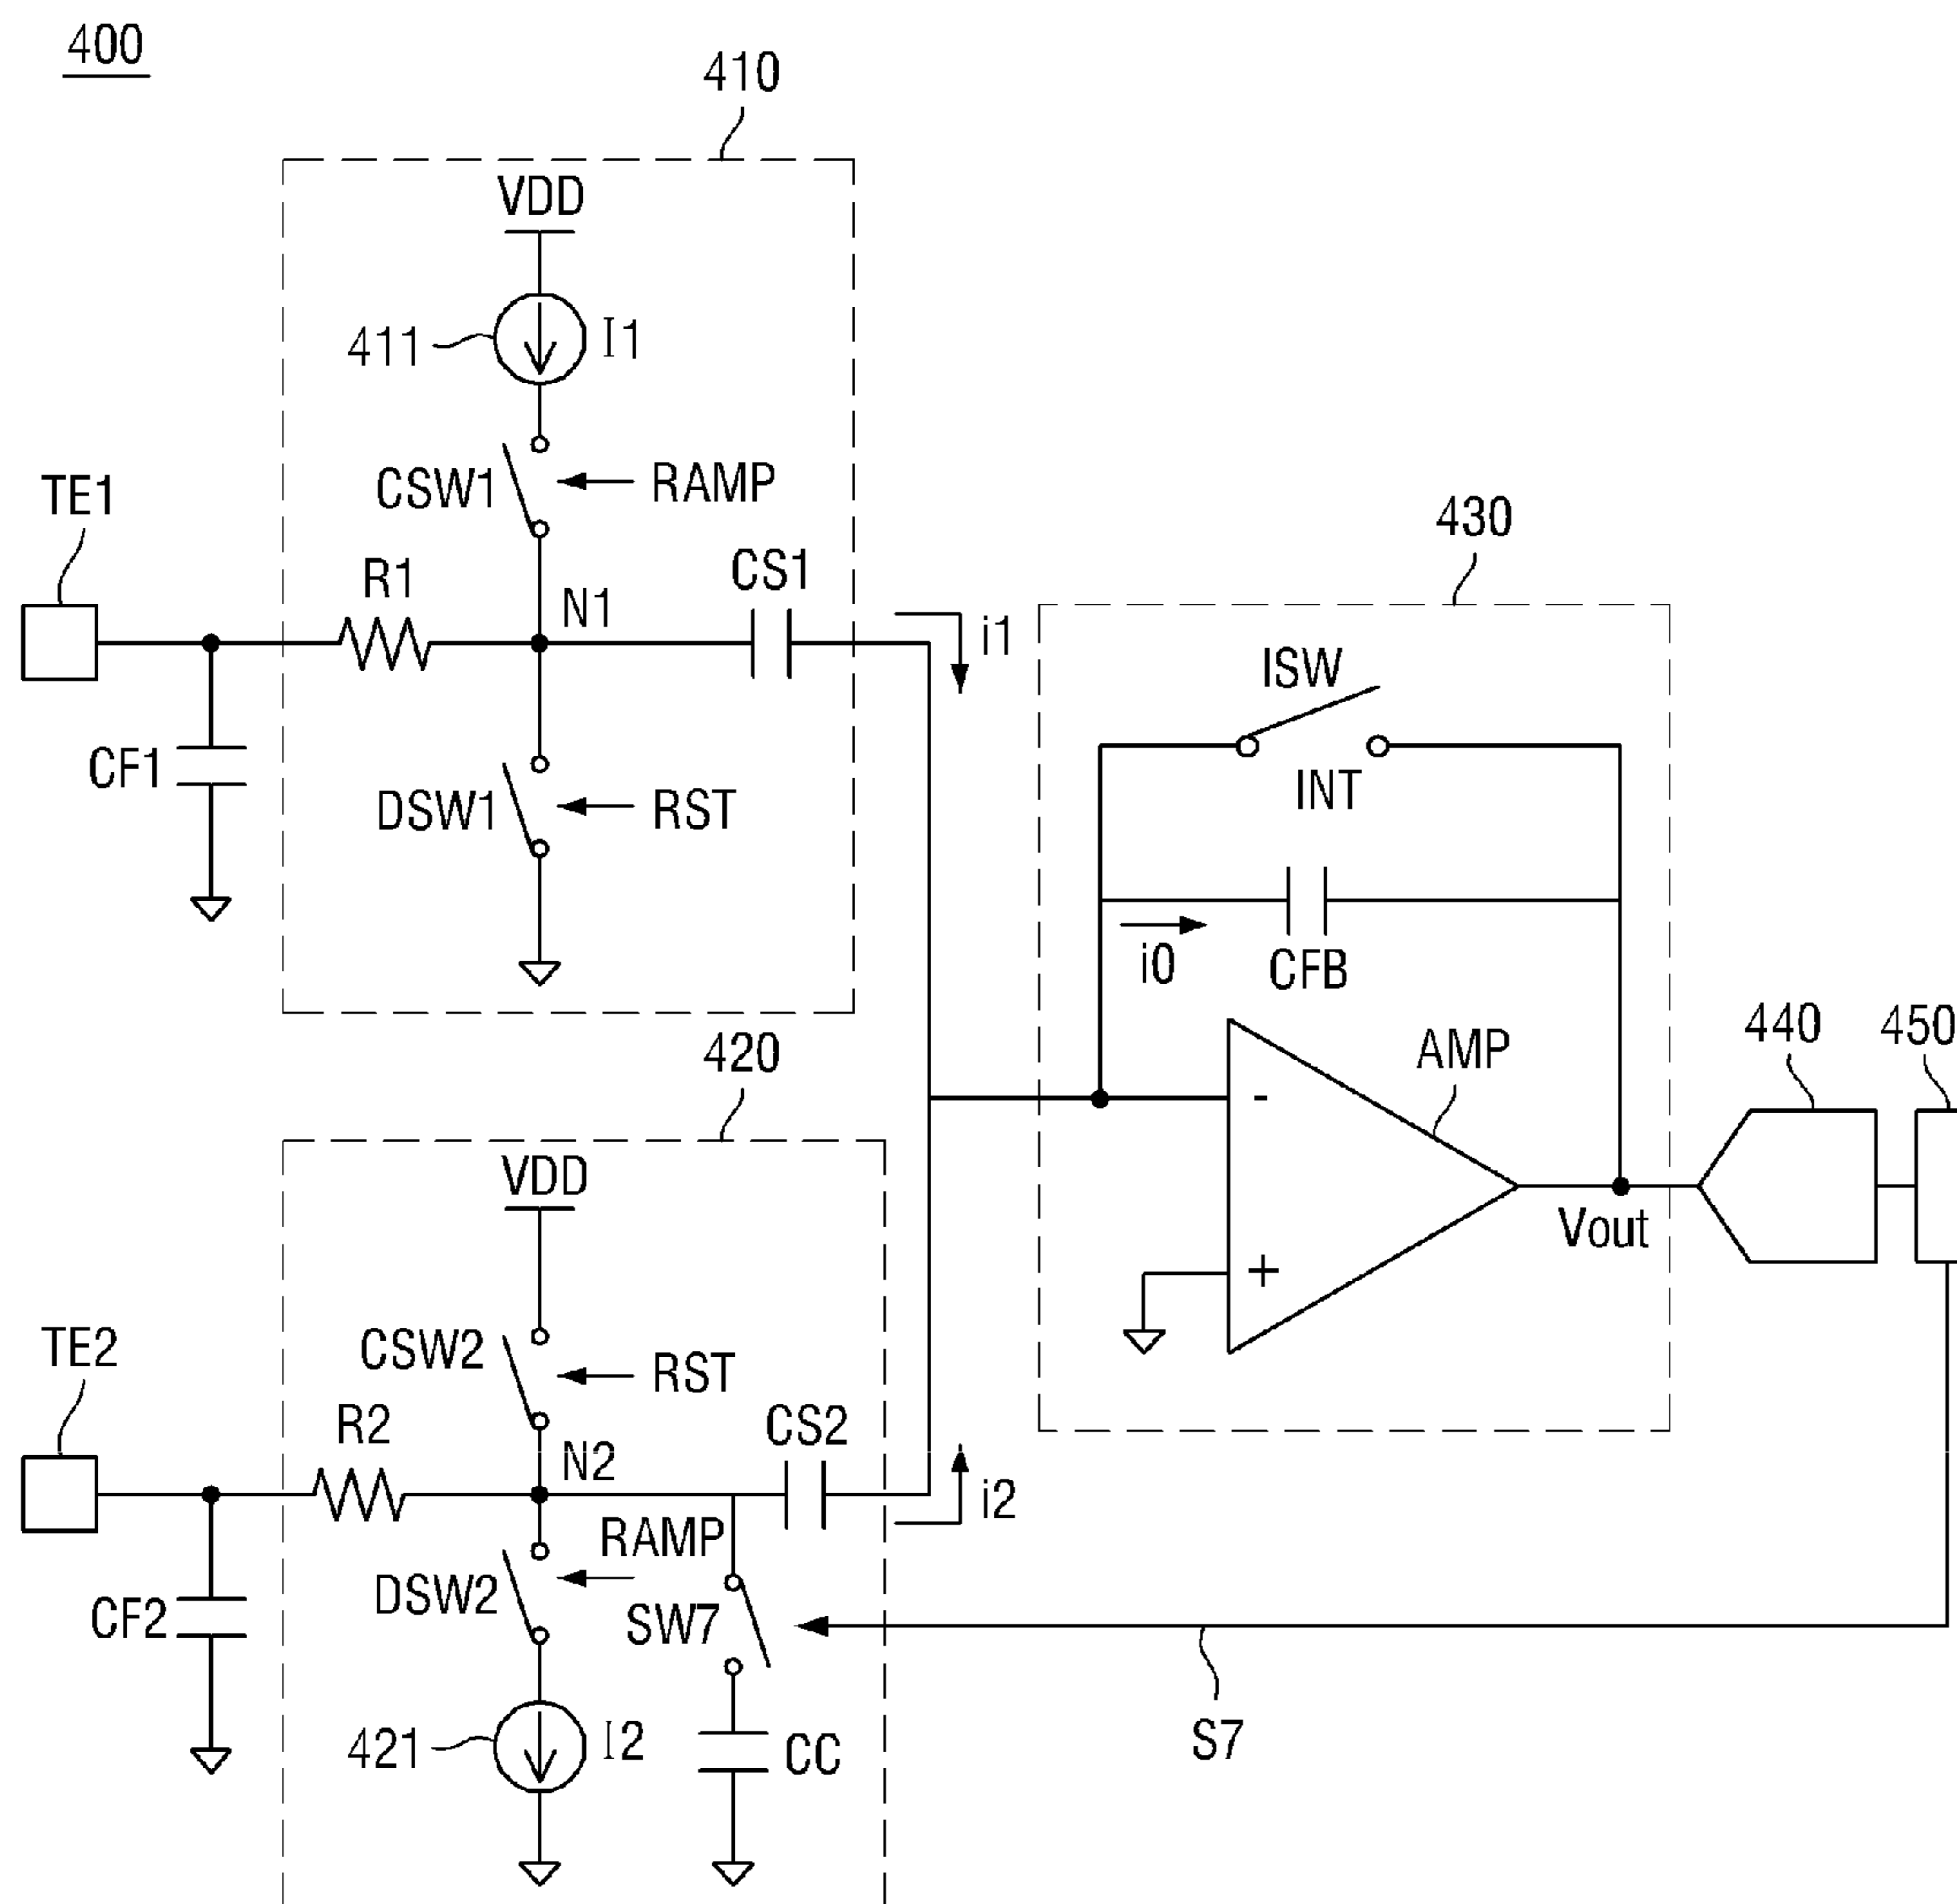 400
410
VDD
411
I1
CSW1
RAMP
TE1
R1
N1
CS1
i1
430
ISW
INT
CF1
DSW1
RST
i0
CFB
420
AMP
440
450
-
+
Vout
VDD
CSW2
RST
TE2
R2
N2
CS2
i2
RAMP
DSW2
SW7
CF2
421
I2
CC
S7